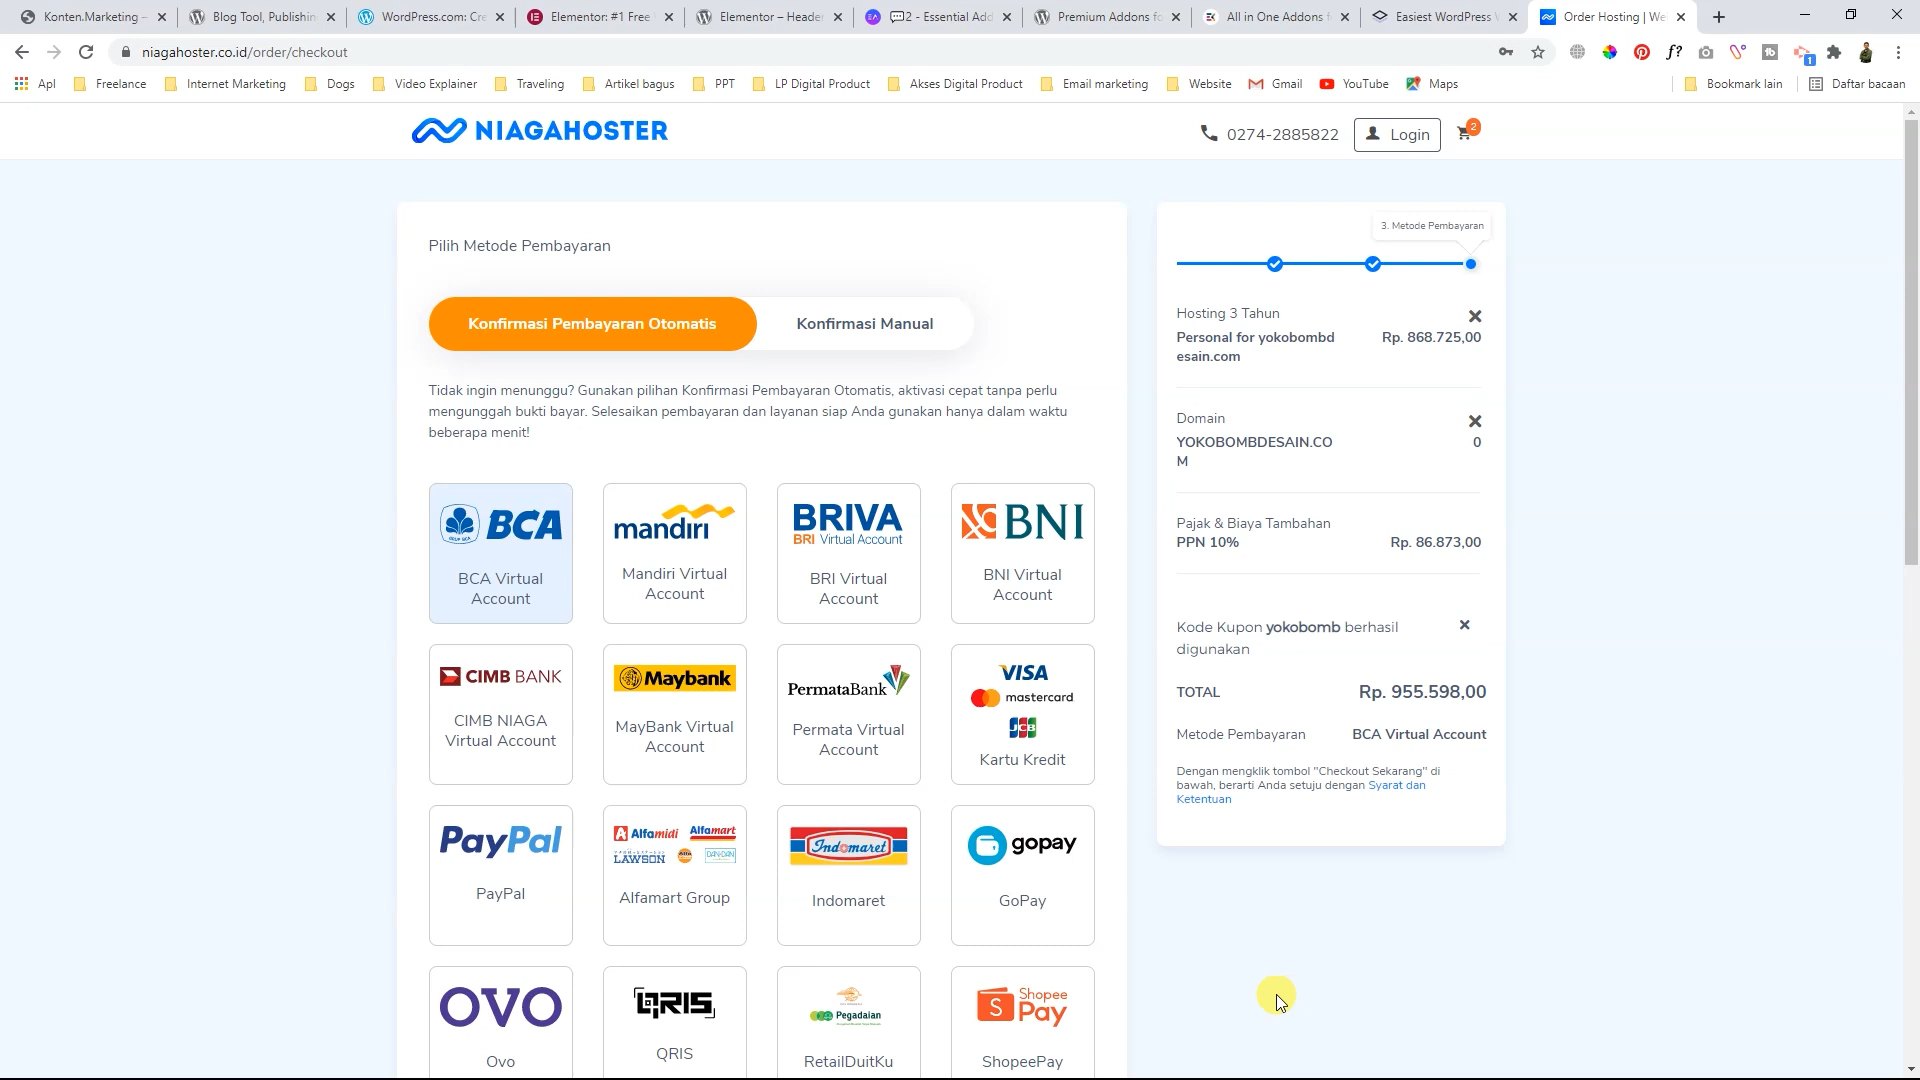 Konten.Marketing –
Blog Tool, Publishin
WordPress.com: Cre
Elementor: #1 Free
Elementor – Heade
2 - Essential Add
Premium Addons fo
All in One Addons f
Easiest WordPress V
Order Hosting | We
niagahoster.co.id/order/checkout
Apl
Freelance
Internet Marketing
Dogs
Video Explainer
Traveling
Artikel bagus
PPT
LP Digital Product
Akses Digital Product
Email marketing
Website
Gmail
YouTube
Maps
Bookmark lain
Daftar bacaan
NIAGAHOSTER
0274-2885822
Login
2
Pilih Metode Pembayaran
Konfirmasi Pembayaran Otomatis
Konfirmasi Manual
Tidak ingin menunggu? Gunakan pilihan Konfirmasi Pembayaran Otomatis, aktivasi cepat tanpa perlu
mengunggah bukti bayar. Selesaikan pembayaran dan layanan siap Anda gunakan hanya dalam waktu
beberapa menit!
BCA
BCA Virtual
Account
mandiri
Mandiri Virtual
Account
BRIVA
BRI Virtual Account
BRI Virtual
Account
BNI
BNI Virtual
Account
CIMB BANK
CIMB NIAGA
Virtual Account
Maybank
MayBank Virtual
Account
PermataBank
Permata Virtual
Account
VISA
mastercard
JCB
Kartu Kredit
PayPal
PayPal
Alfamidi Alfamart
LAWSON
DAN+DAN
Alfamart Group
Indomaret
Indomaret
gopay
GoPay
OVO
Ovo
QRIS
QRIS
Pegadaian
RetailDuitKu
Shopee
Pay
ShopeePay
3. Metode Pembayaran
Hosting 3 Tahun
Personal for yokobombd
esain.com
Rp. 868.725,00
Domain
YOKOBOMBDESAIN.CO
M
0
Pajak & Biaya Tambahan
PPN 10%
Rp. 86.873,00
Kode Kupon yokobomb berhasil
digunakan
TOTAL
Rp. 955.598,00
Metode Pembayaran
BCA Virtual Account
Dengan mengklik tombol "Checkout Sekarang" di
bawah, berarti Anda setuju dengan Syarat dan
Ketentuan